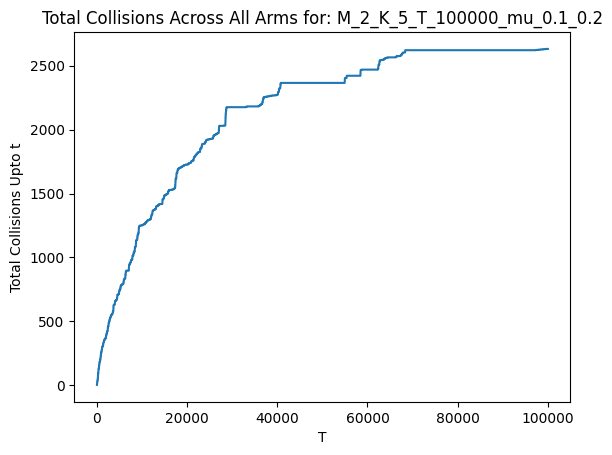 Total Collisions Across All Arms for: M_2_K_5_T_100000_mu_0.1_0.2
Total Collisions Upto t
2500
2000
1500
1000
500
0
0 20000 40000 60000 80000 100000
T